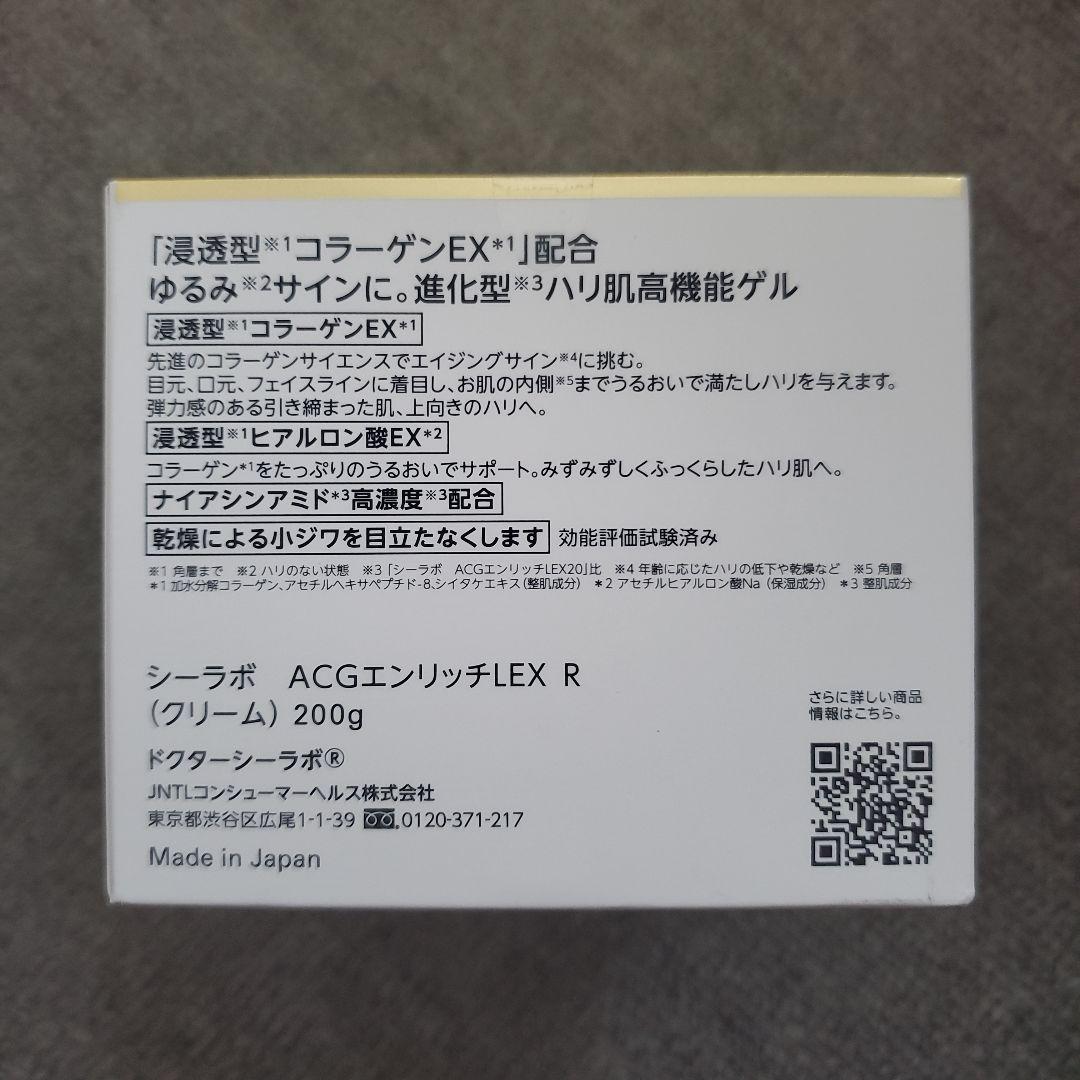 「浸透型※1コラーゲンEX*1」配合
ゆるみ※2サインに。進化型※3ハリ肌高機能ゲル
浸透型※1コラーゲンEX*1
先進のコラーゲンサイエンスでエイジングサイン※4に挑む。
目元、口元、フェイスラインに着目し、お肌の内側※5までうるおいで満たしハリを与えます。
弾力感のある引き締まった肌、上向きのハリへ。
浸透型※1ヒアルロン酸EX*2
コラーゲン*1をたっぷりのうるおいでサポート。みずみずしくふっくらしたハリ肌へ。
ナイアシンアミド*3高濃度※3配合
乾燥による小ジワを目立たなくします 効能評価試験済み
※1 角層まで ※2 ハリのない状態 ※3「シーラボ ACGエンリッチLEX20」比 ※4 年齢に応じたハリの低下や乾燥など ※5 角層
*1 加水分解コラーゲン、アセチルヘキサペプチド-8、シイタケエキス（整肌成分） *2 アセチルヒアルロン酸Na（保湿成分） *3 整肌成分
シーラボ ACGエンリッチLEX R
（クリーム）200g
ドクターシーラボ®
JNTLコンシューマーヘルス株式会社
東京都渋谷区広尾1-1-39 0120-371-217
Made in Japan
さらに詳しい商品
情報はこちら。